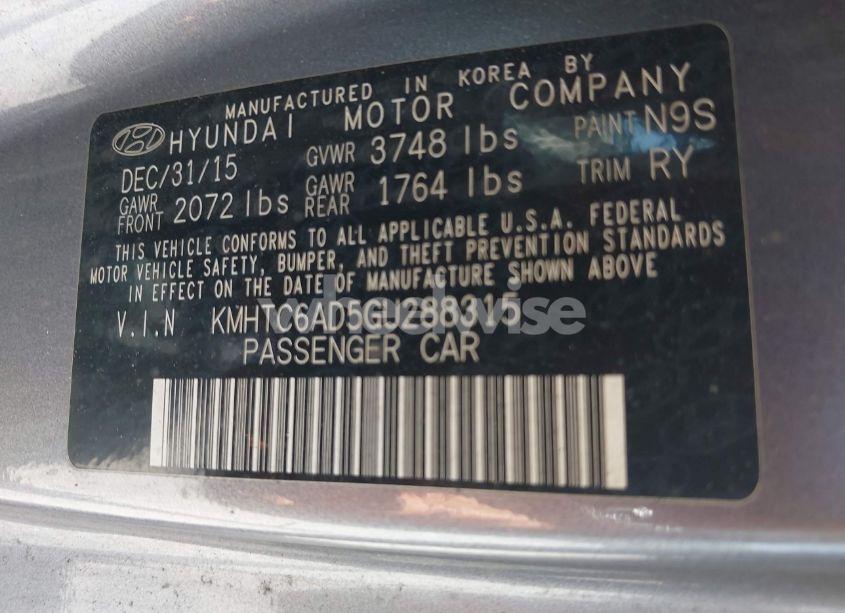 MANUFACTURED IN KOREA BY
HYUNDAI MOTOR COMPANY
DEC/31/15 GVWR 3748 lbs PAINT N9S
GAWR FRONT 2072 lbs GAWR REAR 1764 lbs TRIM RY
THIS VEHICLE CONFORMS TO ALL APPLICABLE U.S.A. FEDERAL
MOTOR VEHICLE SAFETY, BUMPER, AND THEFT PREVENTION STANDARDS
IN EFFECT ON THE DATE OF MANUFACTURE SHOWN ABOVE
V.I.N KMHTC6AD5GU288315
wheelwise
PASSENGER CAR